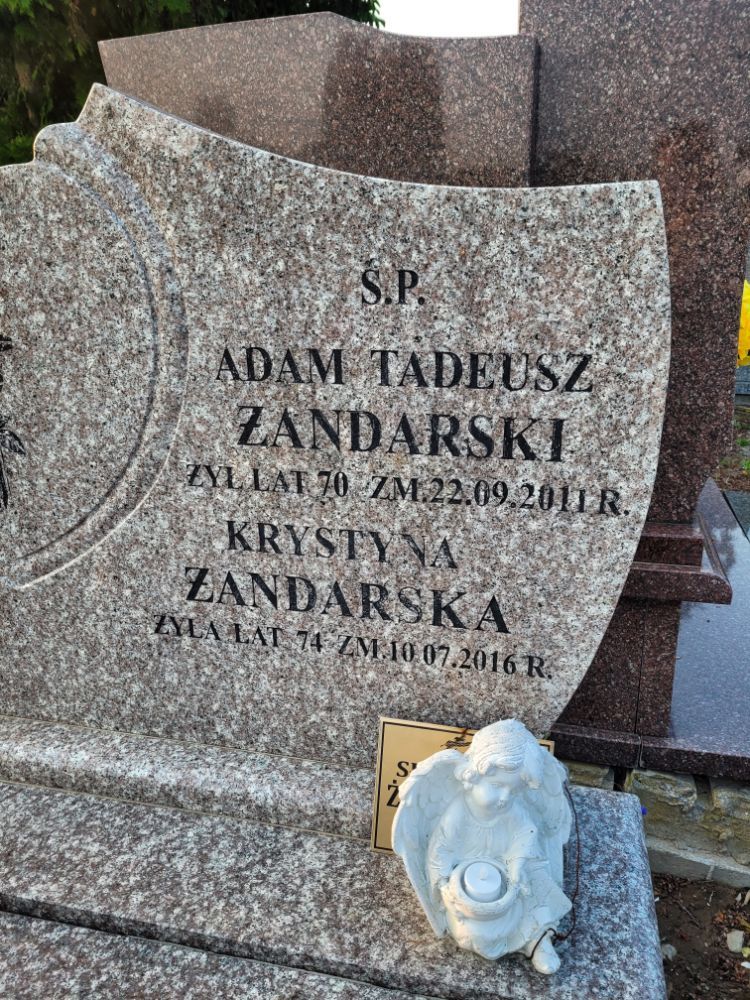 Ś.P.
ADAM TADEUSZ
ŻANDARSKI
ŻYŁ LAT 70 ZM.22.09.2011 R.
KRYSTYNA
ŻANDARSKA
ŻYŁA LAT 74 ZM.10 07.2016 R.